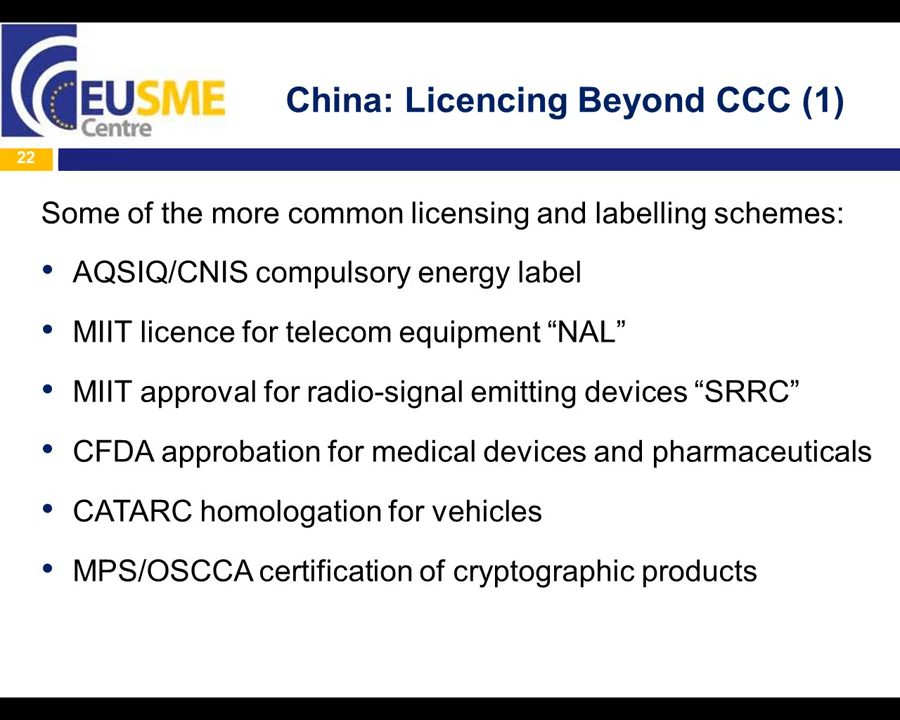 EUSME
Centre
China: Licencing Beyond CCC (1)
22
Some of the more common licensing and labelling schemes:
• AQSIQ/CNIS compulsory energy label
• MIIT licence for telecom equipment “NAL”
• MIIT approval for radio-signal emitting devices “SRRC”
• CFDA approbation for medical devices and pharmaceuticals
• CATARC homologation for vehicles
• MPS/OSCCA certification of cryptographic products